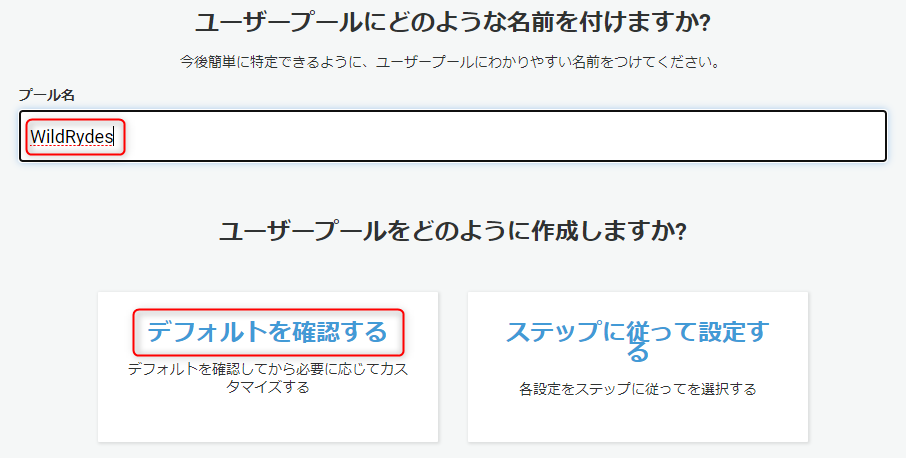 ユーザープールにどのような名前を付けますか?
今後簡単に特定できるように、ユーザープールにわかりやすい名前をつけてください。
プール名
WildRydes
ユーザープールをどのように作成しますか?
デフォルトを確認する
デフォルトを確認してから必要に応じてカス
タマイズする
ステップに従って設定す
る
各設定をステップに従ってを選択する